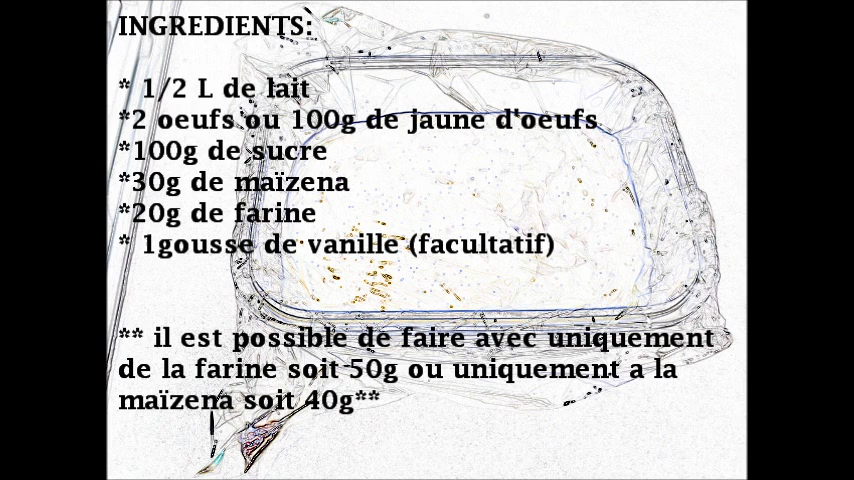 INGREDIENTS:
* 1/2 L de lait
*2 oeufs ou 100g de jaune d'oeufs
*100g de sucre
*30g de maïzena
*20g de farine
* 1gousse de vanille (facultatif)
** il est possible de faire avec uniquement
de la farine soit 50g ou uniquement a la
maïzena soit 40g**